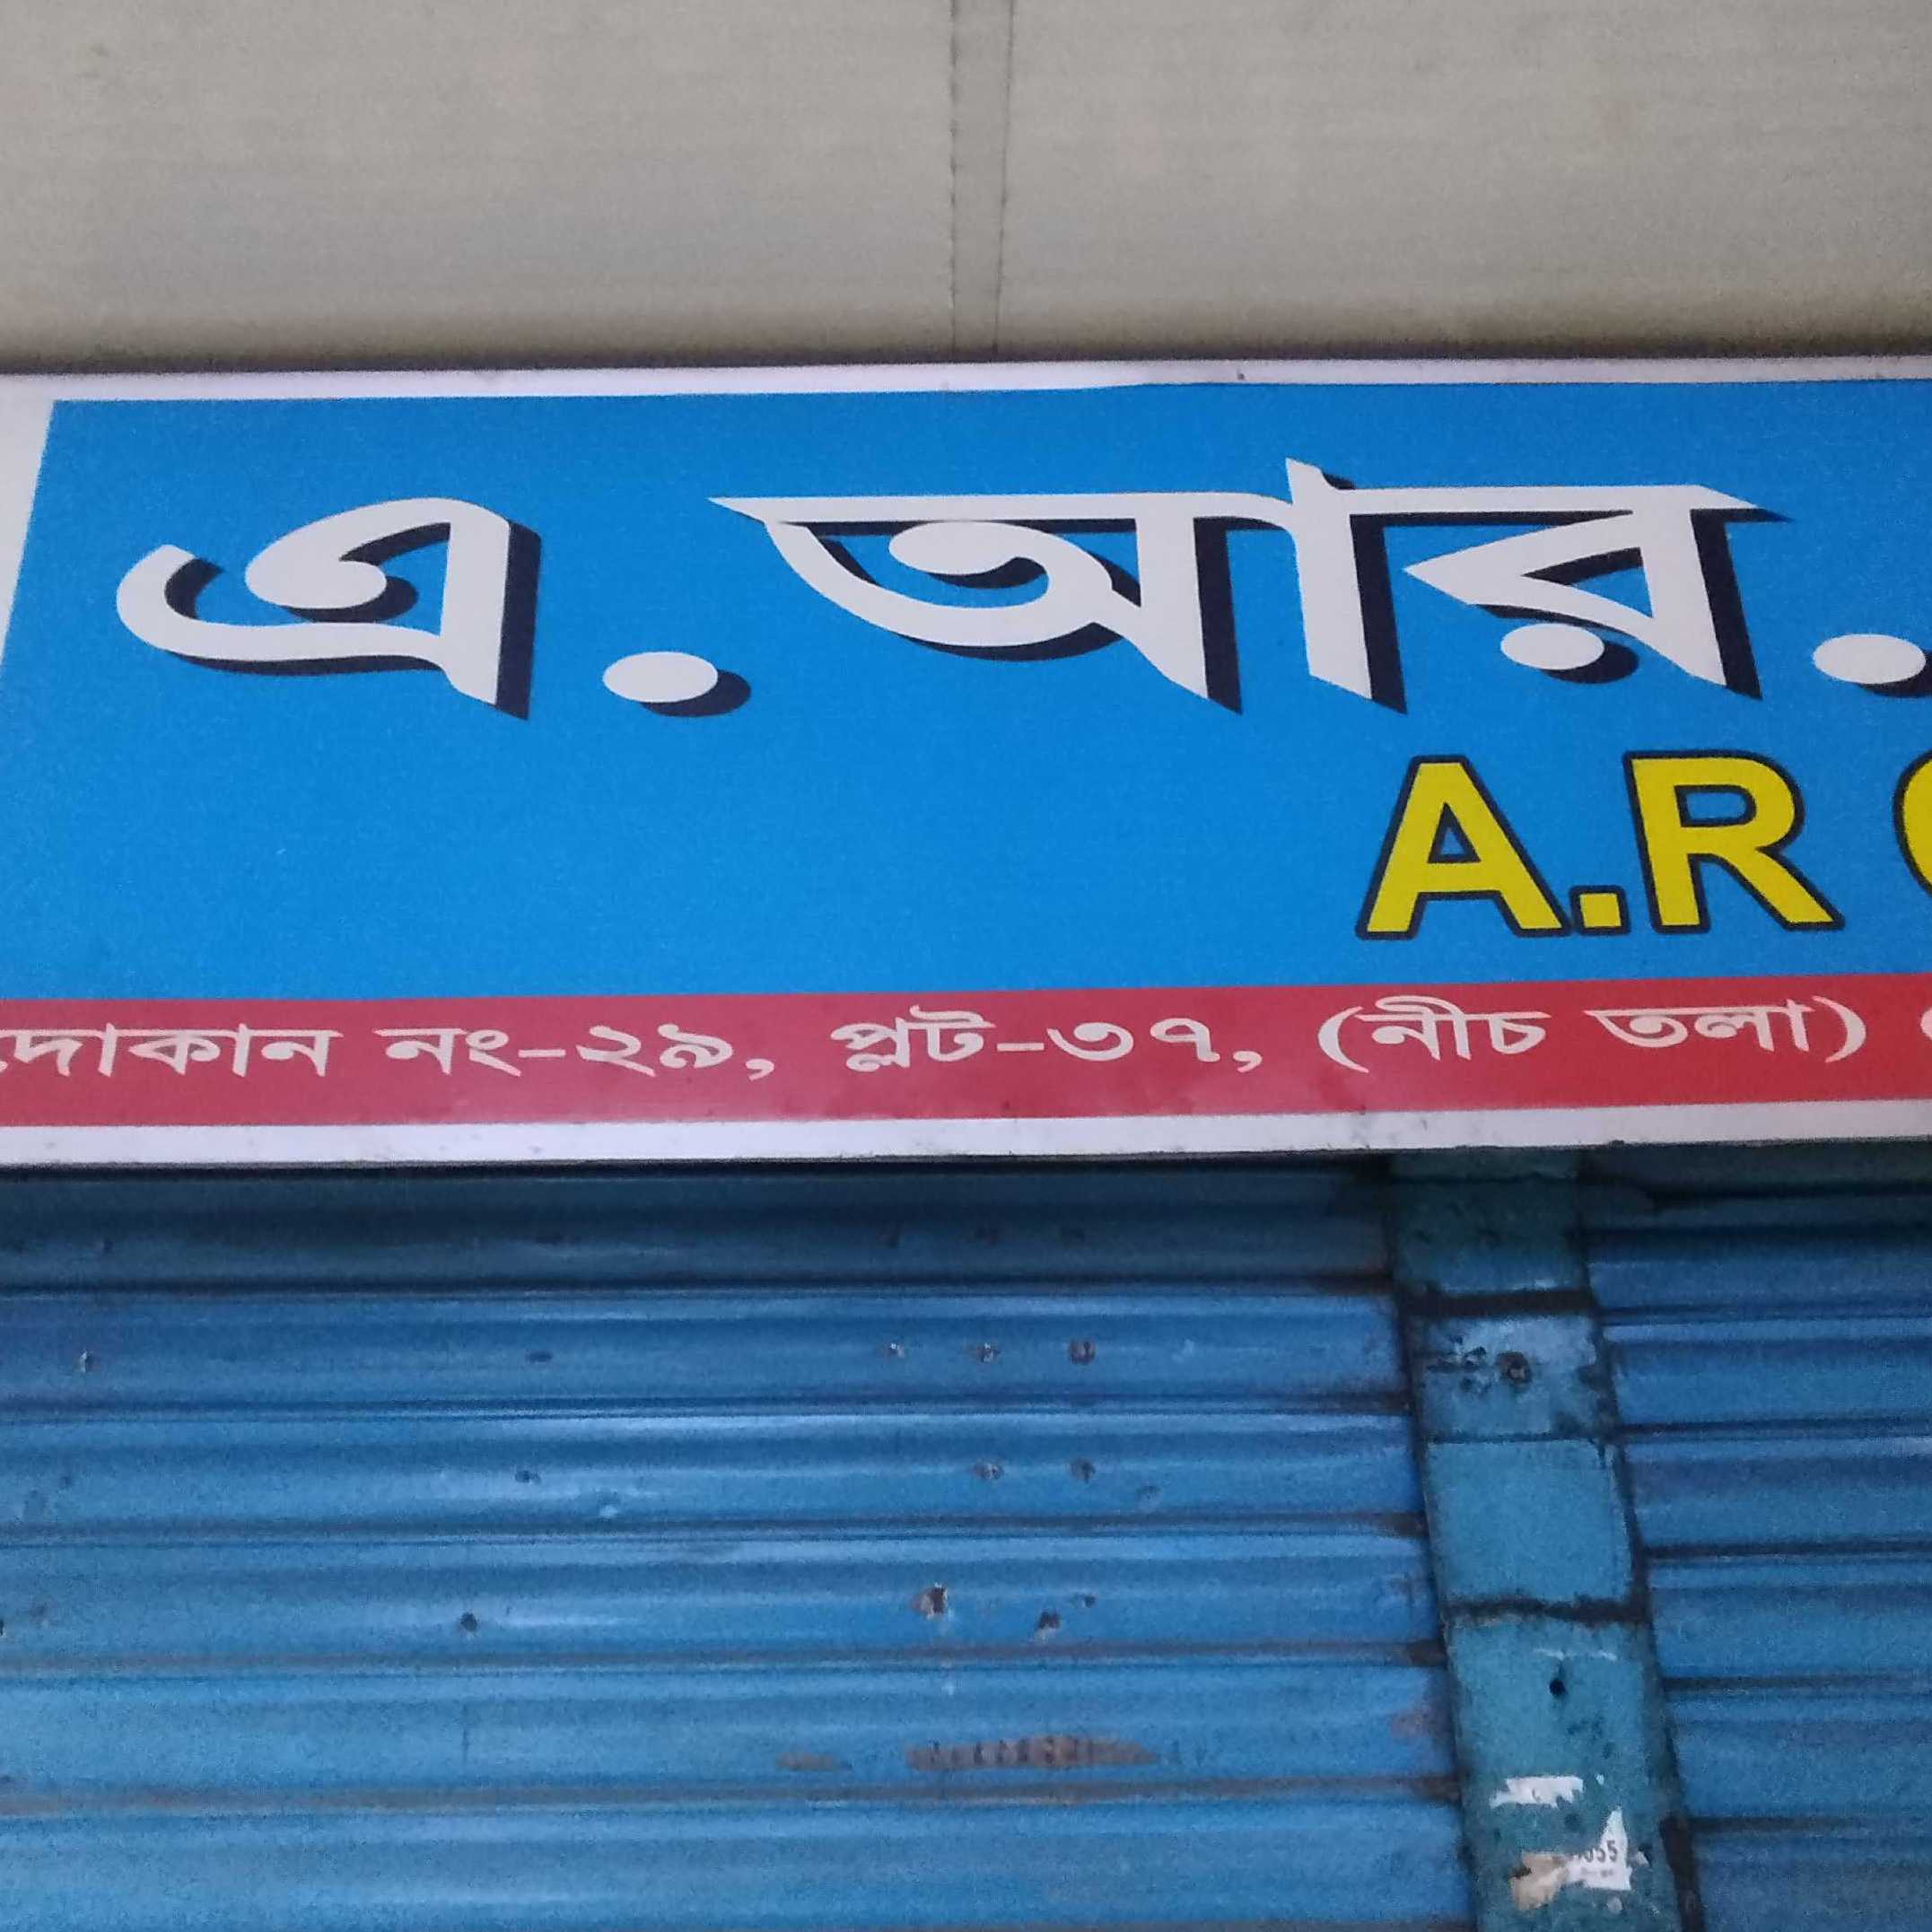 এ.আর.
A.R
দোকান নং-২৯, প্লট-৩৭, (নীচ তলা)